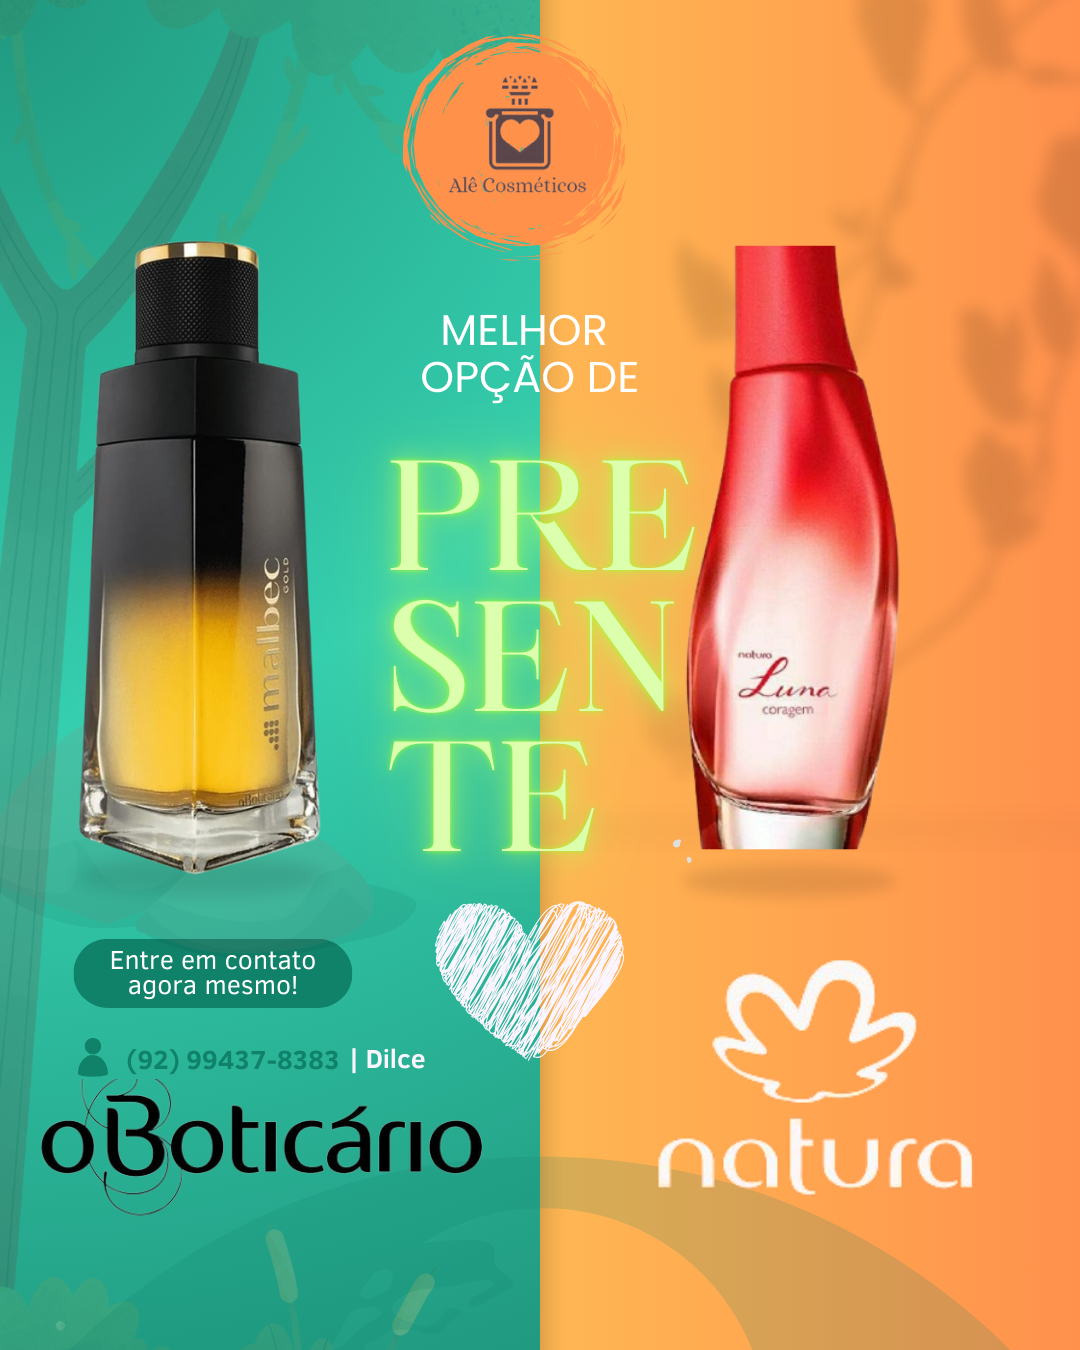 Alê Cosméticos
MELHOR
OPÇÃO DE
PRE
SEN
TE
malbec
GOLD
oBoticário
natura
Luna
coragem
Entre em contato
agora mesmo!
(92) 99437-8383 | Dilce
oBoticário
natura